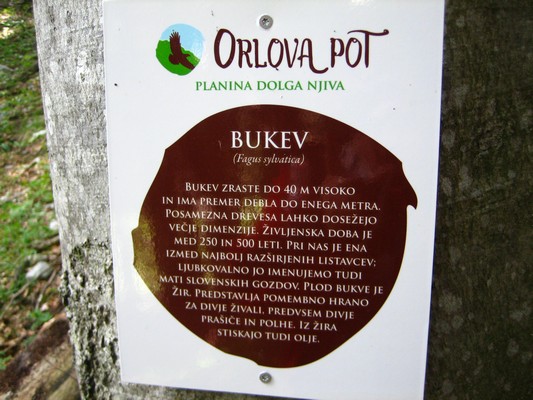 ORLOVA POT
PLANINA DOLGA NJIVA
BUKEV
(Fagus sylvatica)
BUKEV ZRASTE DO 40 M VISOKO
IN IMA PREMER DEBLA DO ENEGA METRA.
POSAMEZNA DREVESA LAHKO DOSEŽEJO
VEČJE DIMENZIJE. ŽIVLJENSKA DOBA JE
MED 250 IN 500 LETI. PRI NAS JE ENA
IZMED NAJBOLJ RAZŠIRJENIH LISTAVCEV;
LJUBKOVALNO JO IMENUJEMO TUDI
MATI SLOVENSKIH GOZDOV. PLOD BUKVE JE
ŽIR. PREDSTAVLJA POMEMBNO HRANO
ZA DIVJE ŽIVALI, PREDVSEM DIVJE
PRAŠIČE IN POLHE. IZ ŽIRA
STISKAJO TUDI OLJE.